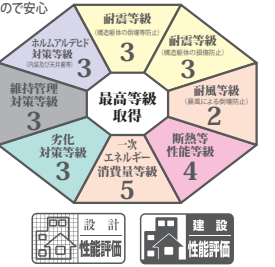 ので安心
耐震等級
(構造躯体の倒壊等防止)
3
耐震等級
(構造躯体の損傷防止)
3
耐風等級
(暴風による倒壊防止)
2
断熱等
性能等級
4
一次
エネルギー
消費量等級
5
劣化
対策等級
3
維持管理
対策等級
3
ホルムアルデヒド
対策等級
(内装及び天井裏等)
3
最高等級
取得
設計
性能評価
建設
性能評価